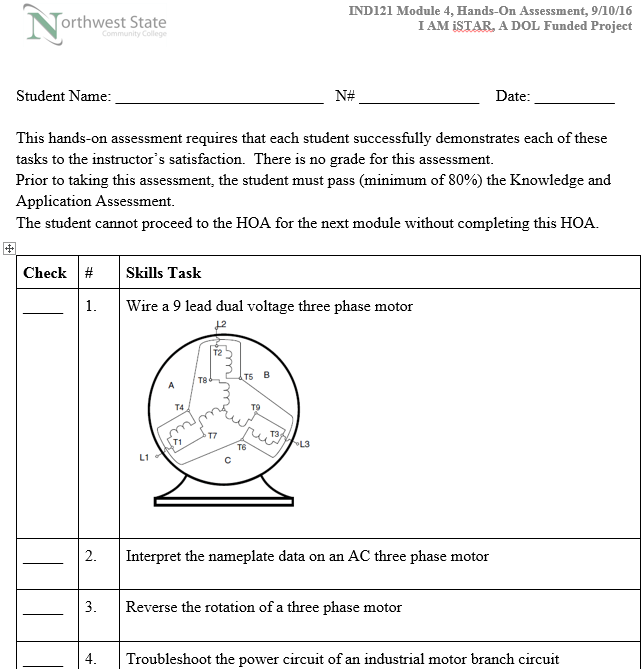 Northwest State
Community College
IND121 Module 4, Hands-On Assessment, 9/10/16
I AM iSTAR, A DOL Funded Project
Student Name: ___________________________ N# ________________ Date: ___________
This hands-on assessment requires that each student successfully demonstrates each of these
tasks to the instructor’s satisfaction.  There is no grade for this assessment.
Prior to taking this assessment, the student must pass (minimum of 80%) the Knowledge and
Application Assessment.
The student cannot proceed to the HOA for the next module without completing this HOA.
Check # Skills Task
_____ 1. Wire a 9 lead dual voltage three phase motor
L2
T2
T8 T5 B
A
T4 T9
T1 T7 T6 T3 L3
L1 C
_____ 2. Interpret the nameplate data on an AC three phase motor
_____ 3. Reverse the rotation of a three phase motor
_____ 4. Troubleshoot the power circuit of an industrial motor branch circuit